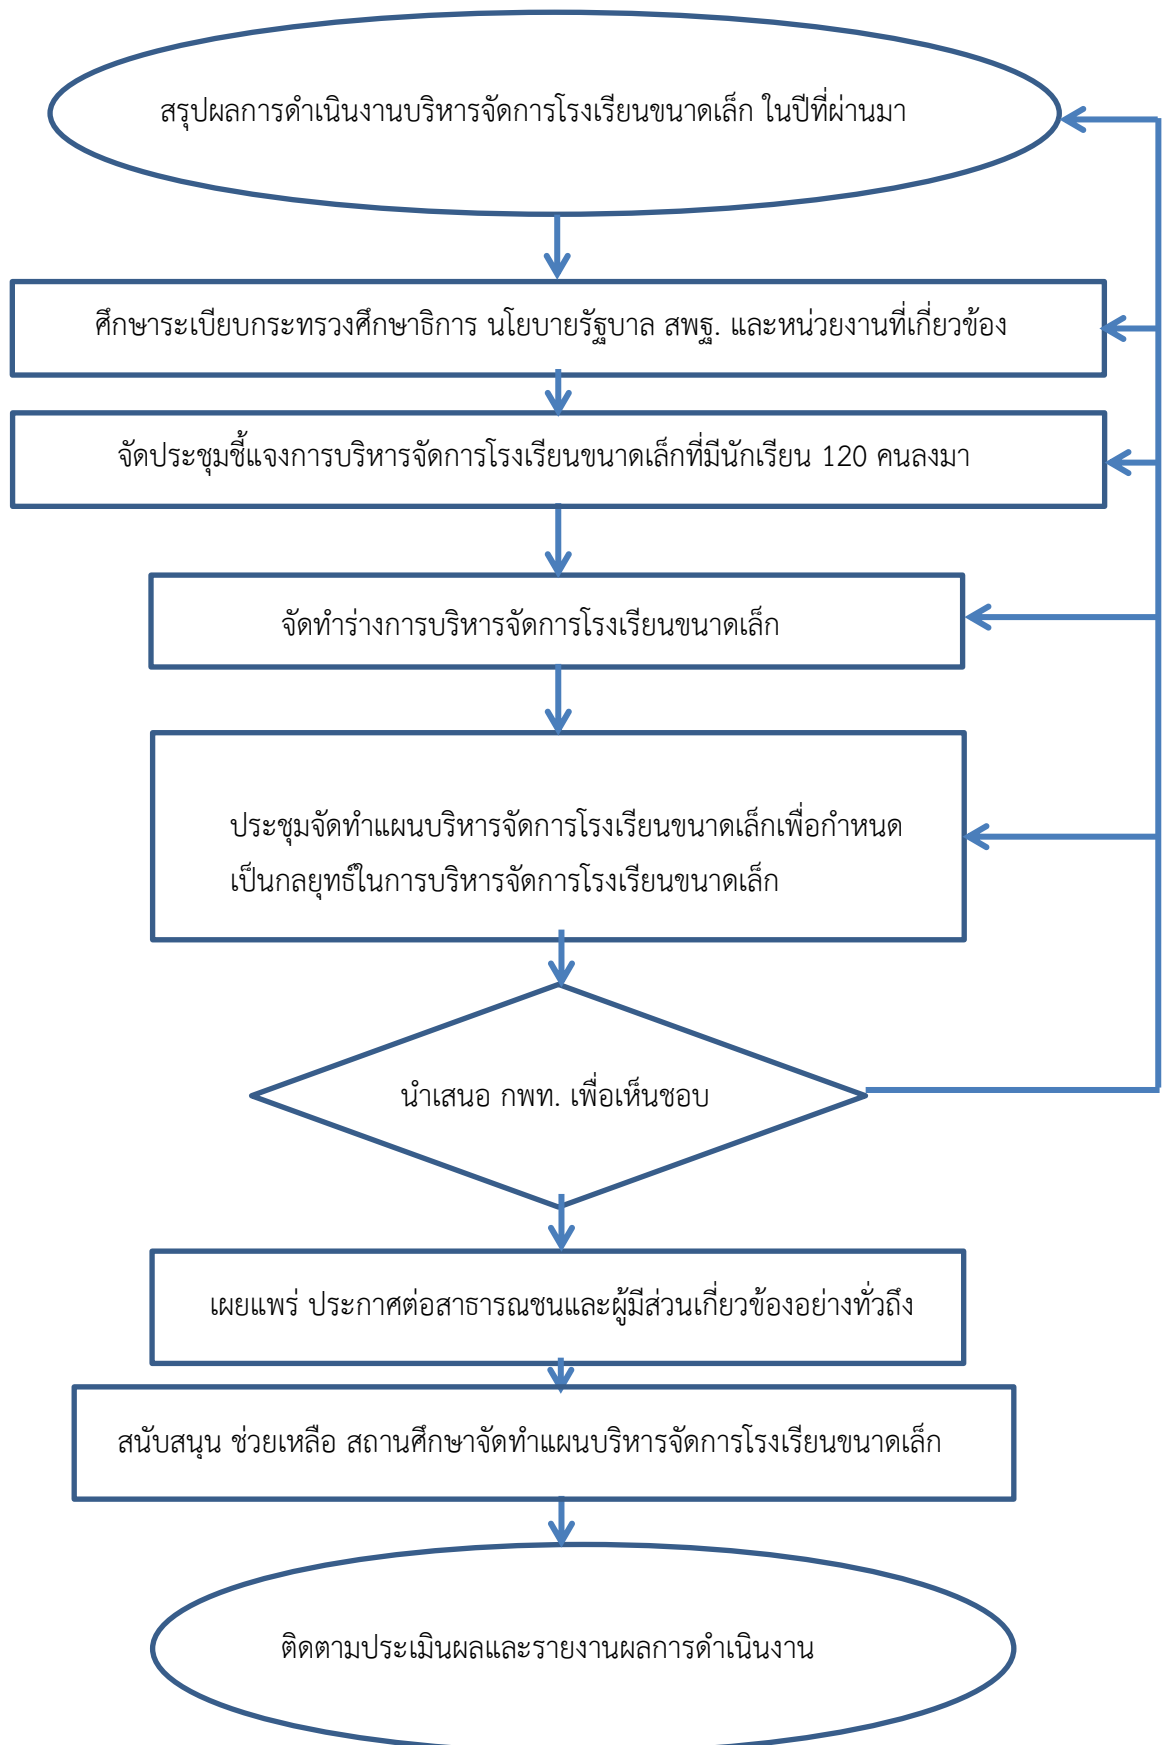 สรุปผลการดำเนินงานบริหารจัดการโรงเรียนขนาดเล็ก ในปีที่ผ่านมา
ศึกษาระเบียบกระทรวงศึกษาธิการ นโยบายรัฐบาล สพฐ. และหน่วยงานที่เกี่ยวข้อง
จัดประชุมชี้แจงการบริหารจัดการโรงเรียนขนาดเล็กที่มีนักเรียน 120 คนลงมา
จัดทำร่างการบริหารจัดการโรงเรียนขนาดเล็ก
ประชุมจัดทำแผนบริหารจัดการโรงเรียนขนาดเล็กเพื่อกำหนด
เป็นกลยุทธ์ในการบริหารจัดการโรงเรียนขนาดเล็ก
นำเสนอ กพท. เพื่อเห็นชอบ
เผยแพร่ ประกาศต่อสาธารณชนและผู้มีส่วนเกี่ยวข้องอย่างทั่วถึง
สนับสนุน ช่วยเหลือ สถานศึกษาจัดทำแผนบริหารจัดการโรงเรียนขนาดเล็ก
ติดตามประเมินผลและรายงานผลการดำเนินงาน